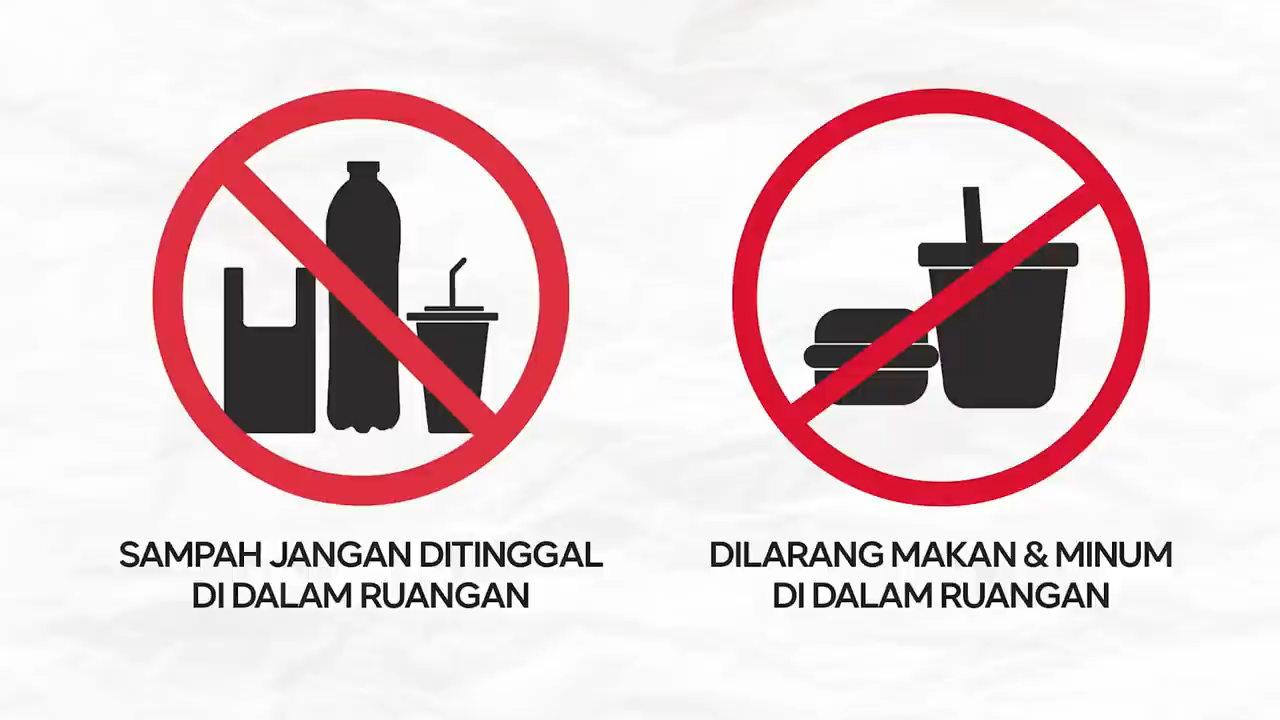 SAMPAH JANGAN DITINGGAL
DI DALAM RUANGAN
DILARANG MAKAN & MINUM
DI DALAM RUANGAN